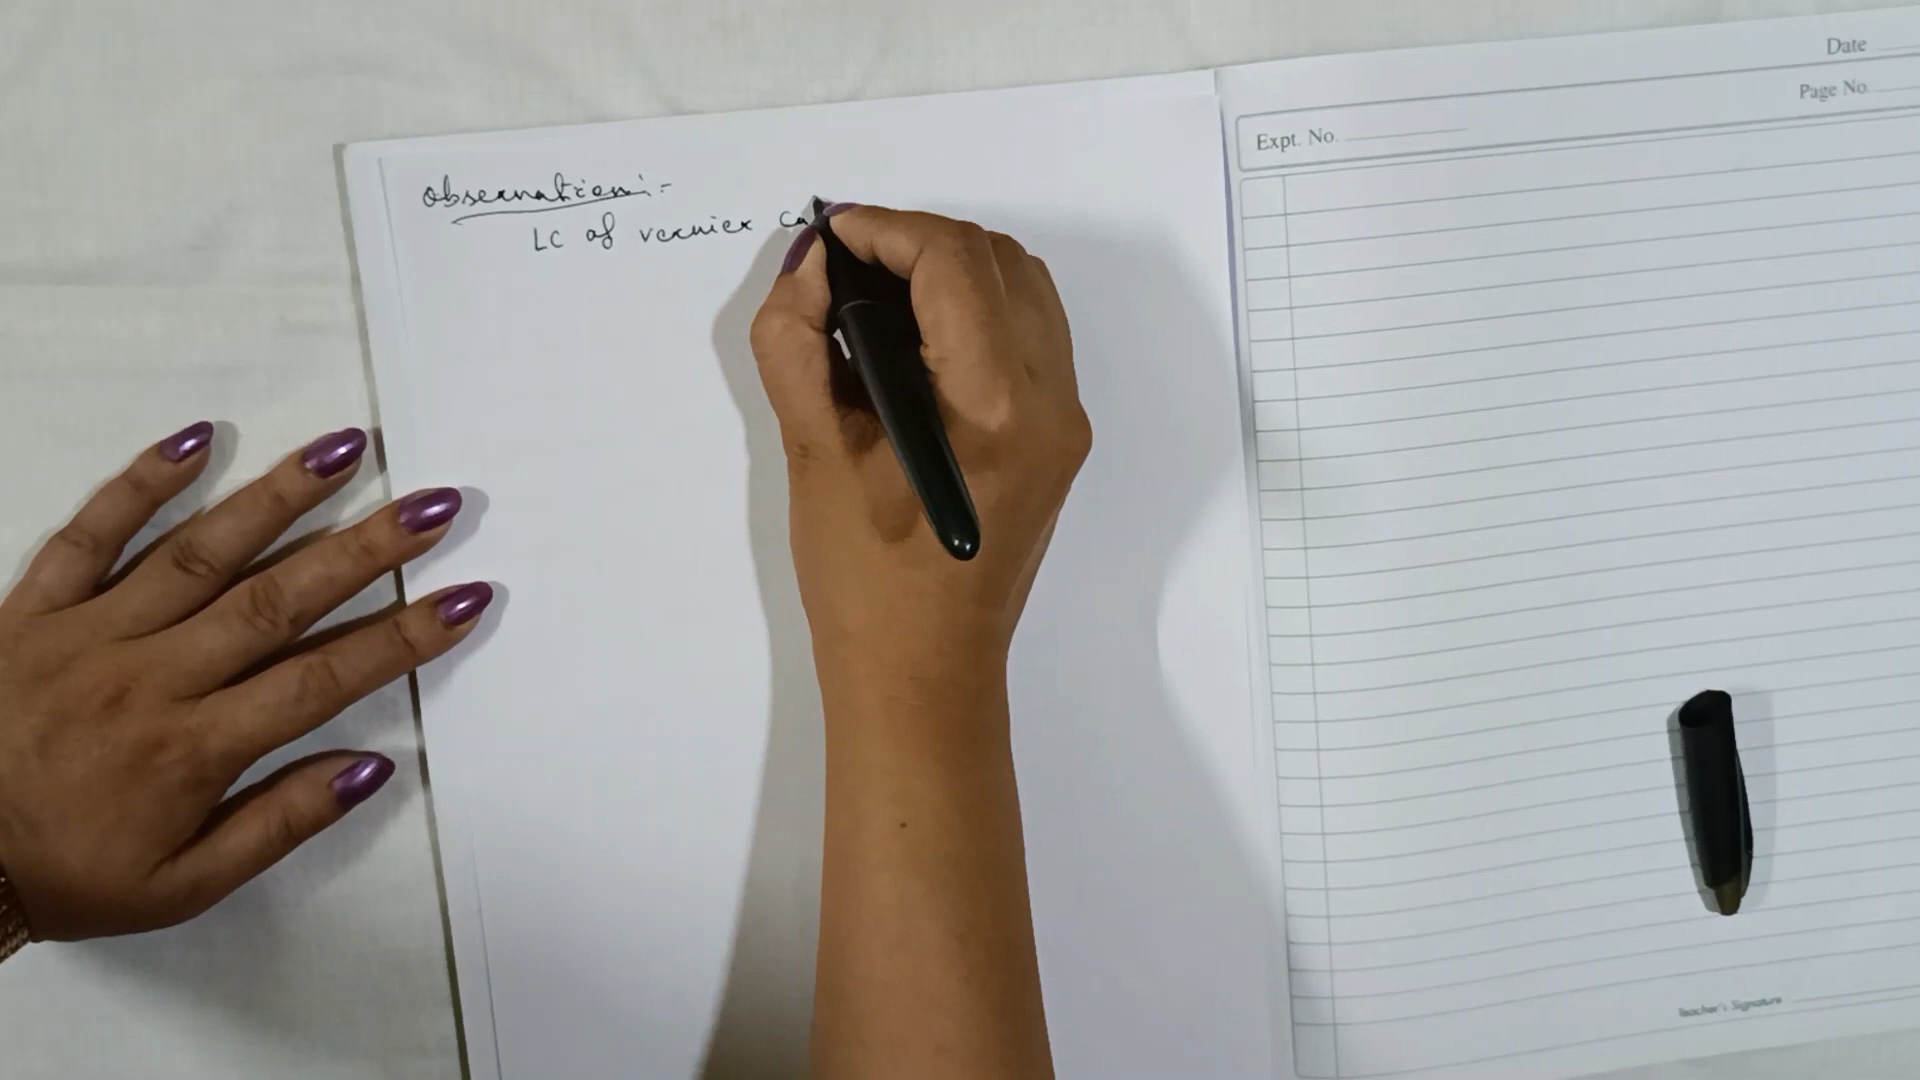 Observation:-
LC of vernier ca
Date
Page No.
Expt. No.
Teacher's Signature